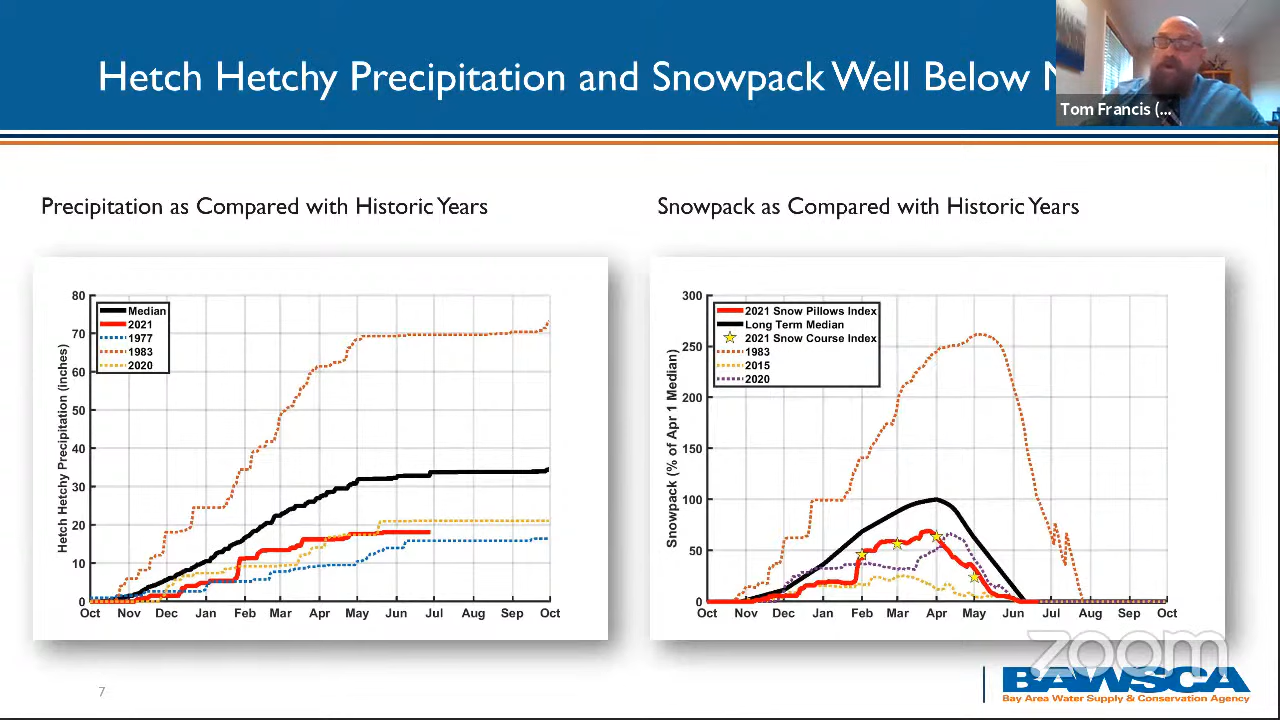 Hetch Hetchy Precipitation and Snowpack Well Below
Tom Francis (...
Precipitation as Compared with Historic Years
Snowpack as Compared with Historic Years
Hetch Hetchy Precipitation (inches)
80
70
60
50
40
30
20
10
0
Median
2021
1977
1983
2020
Oct Nov Dec Jan Feb Mar Apr May Jun Jul Aug Sep Oct
Snowpack (% of Apr 1 Median)
300
250
200
150
100
50
0
2021 Snow Pillows Index
Long Term Median
2021 Snow Course Index
1983
2015
2020
Oct Nov Dec Jan Feb Mar Apr May Jun Jul Aug Sep Oct
zoom
7
BAWSCA
Bay Area Water Supply & Conservation Agency